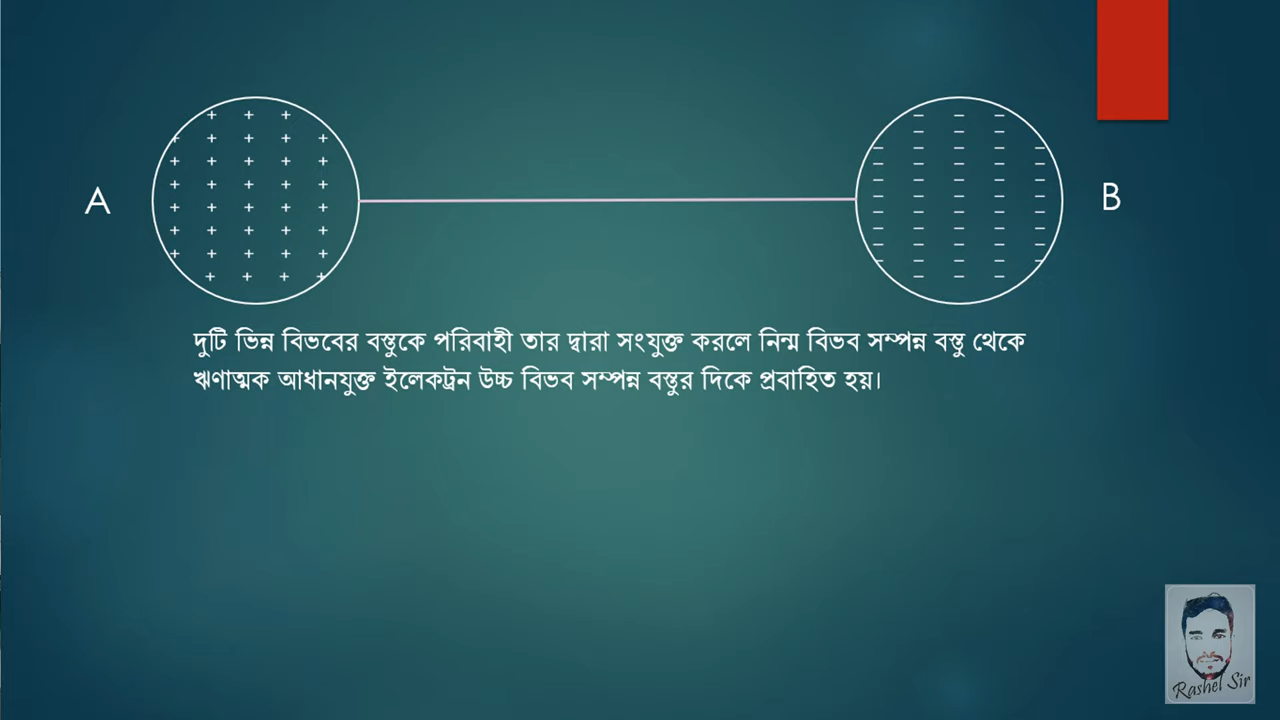 A
B
দুটি ভিন্ন বিভবের বস্তুকে পরিবাহী তার দ্বারা সংযুক্ত করলে নিন্ম বিভব সম্পন্ন বস্তু থেকে
ঋণাত্মক আধানযুক্ত ইলেকট্রন উচ্চ বিভব সম্পন্ন বস্তুর দিকে প্রবাহিত হয়।
Rashel Sir